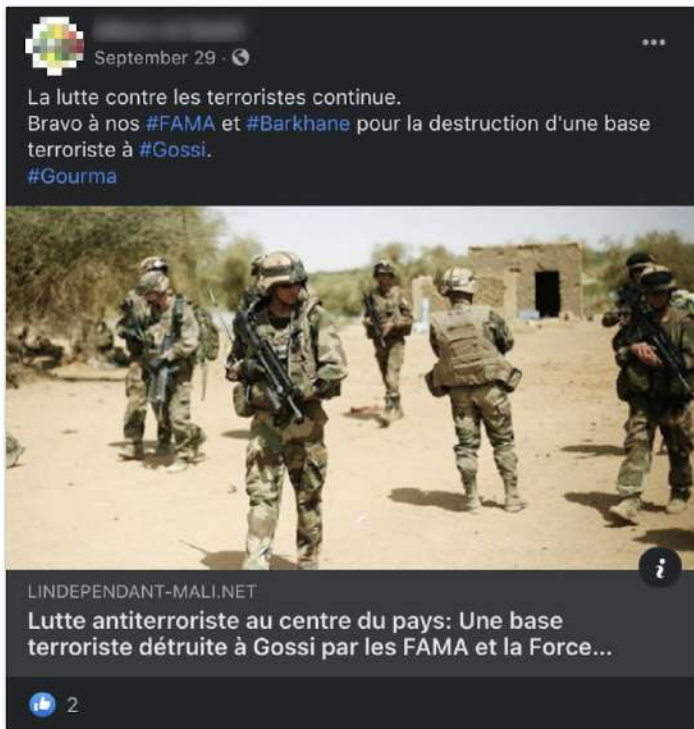 September 29 ·
La lutte contre les terroristes continue.
Bravo à nos #FAMA et #Barkhane pour la destruction d'une base
terroriste à #Gossi.
#Gourma
LINDEPENDANT-MALI.NET
Lutte antiterroriste au centre du pays: Une base
terroriste détruite à Gossi par les FAMA et la Force...
2